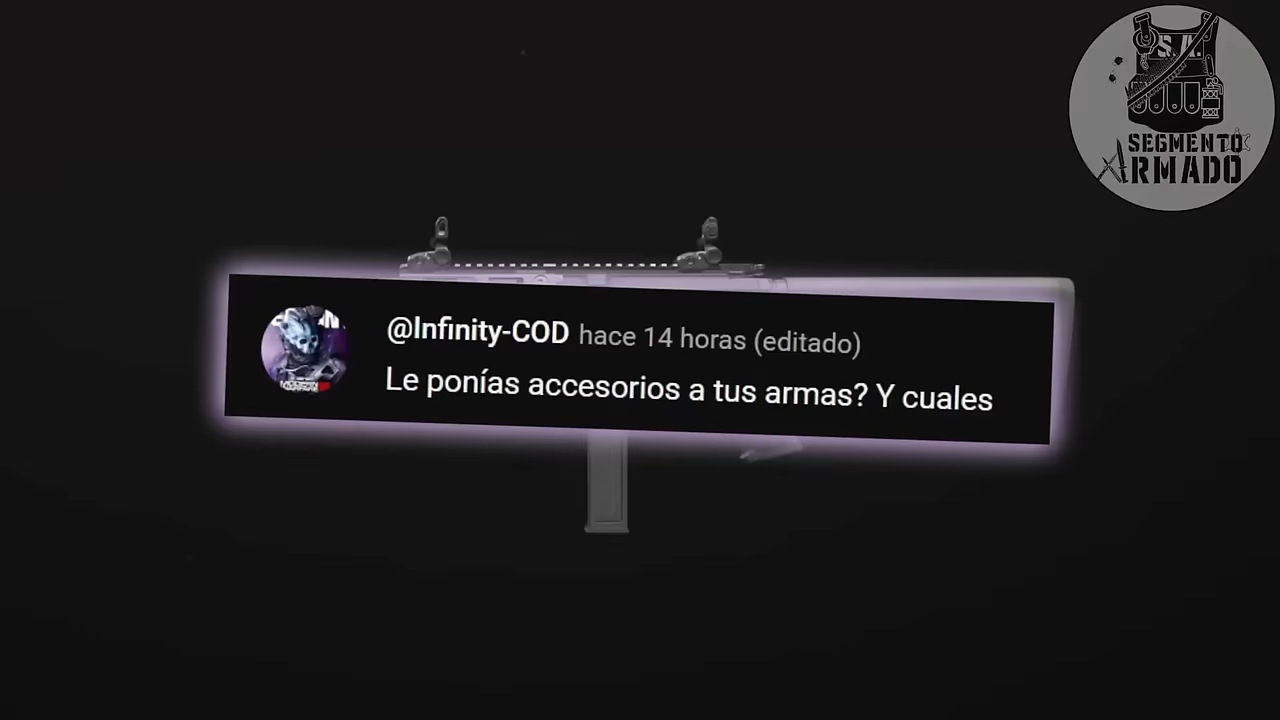 S.A.
SEGMENTO
ARMADO
@Infinity-COD hace 14 horas (editado)
Le ponías accesorios a tus armas? Y cuales